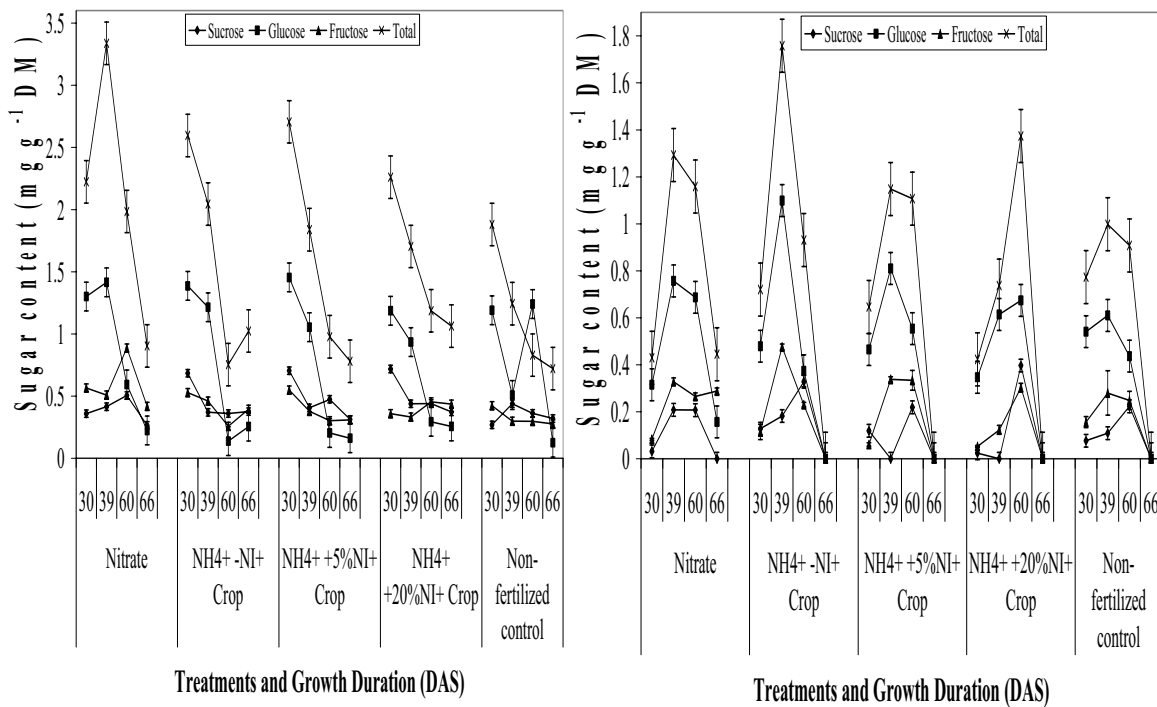 Sugar content (mg g -1 DM)
3.5
3
2.5
2
1.5
1
0.5
0
Sucrose Glucose Fructose Total
30 39 60 66 30 39 60 66 30 39 60 66 30 39 60 66 30 39 60 66
Nitrate
NH4+ -NI+
Crop
NH4+ +5%NI+
Crop
NH4+
+20%NI+ Crop
Non-
fertilized
control
Treatments and Growth Duration (DAS)
Sugar content (mg g -1 DM)
1.8
1.6
1.4
1.2
1
0.8
0.6
0.4
0.2
0
Sucrose Glucose Fructose Total
30 39 60 66 30 39 60 66 30 39 60 66 30 39 60 66 30 39 60 66
Nitrate
NH4+ -NI+
Crop
NH4+ +5%NI+
Crop
NH4+ +20%NI+
Crop
Non-
fertilized
control
Treatments and Growth Duration (DAS)